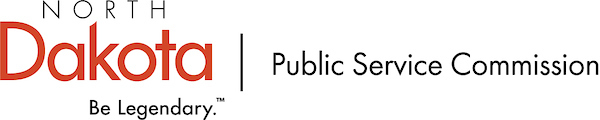 NORTH
Dakota
Be Legendary.™
Public Service Commission